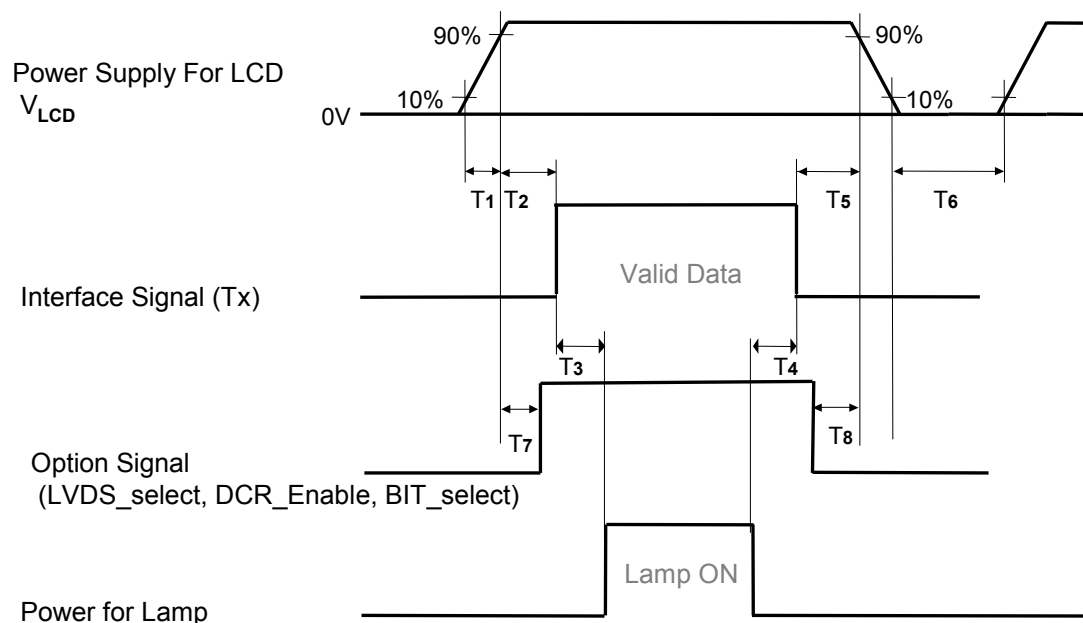 90%
90%
Power Supply For LCD
VLCD
10%
10%
0V
T1 T2 T5 T6
Valid Data
Interface Signal (Tx)
T3 T4
T7 T8
Option Signal
(LVDS_select, DCR_Enable, BIT_select)
Lamp ON
Power for Lamp